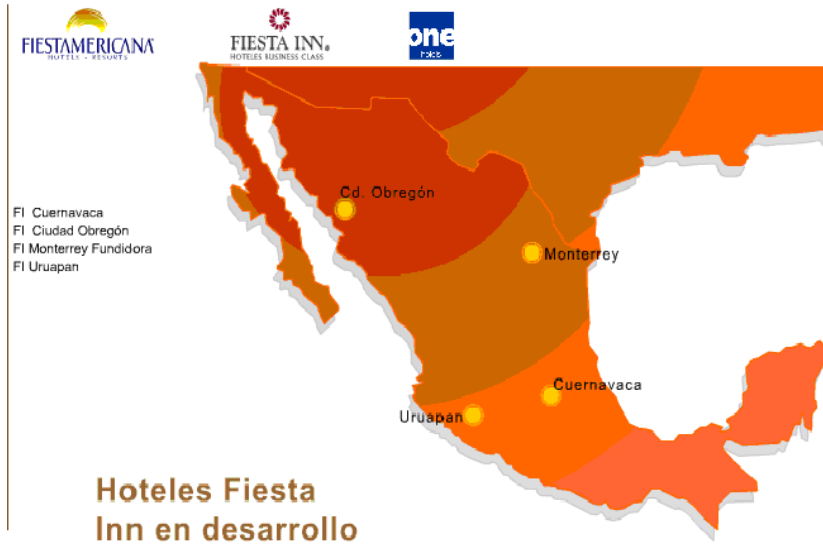 FIESTAMERICANA
HOTELS - RESORTS
FIESTA INN.
HOTELES BUSINESS CLASS
one
hotels
Cd. Obregón
FI Cuernavaca
FI Ciudad Obregón
FI Monterrey Fundidora
FI Uruapan
Monterrey
Cuernavaca
Uruapan
Hoteles Fiesta
Inn en desarrollo